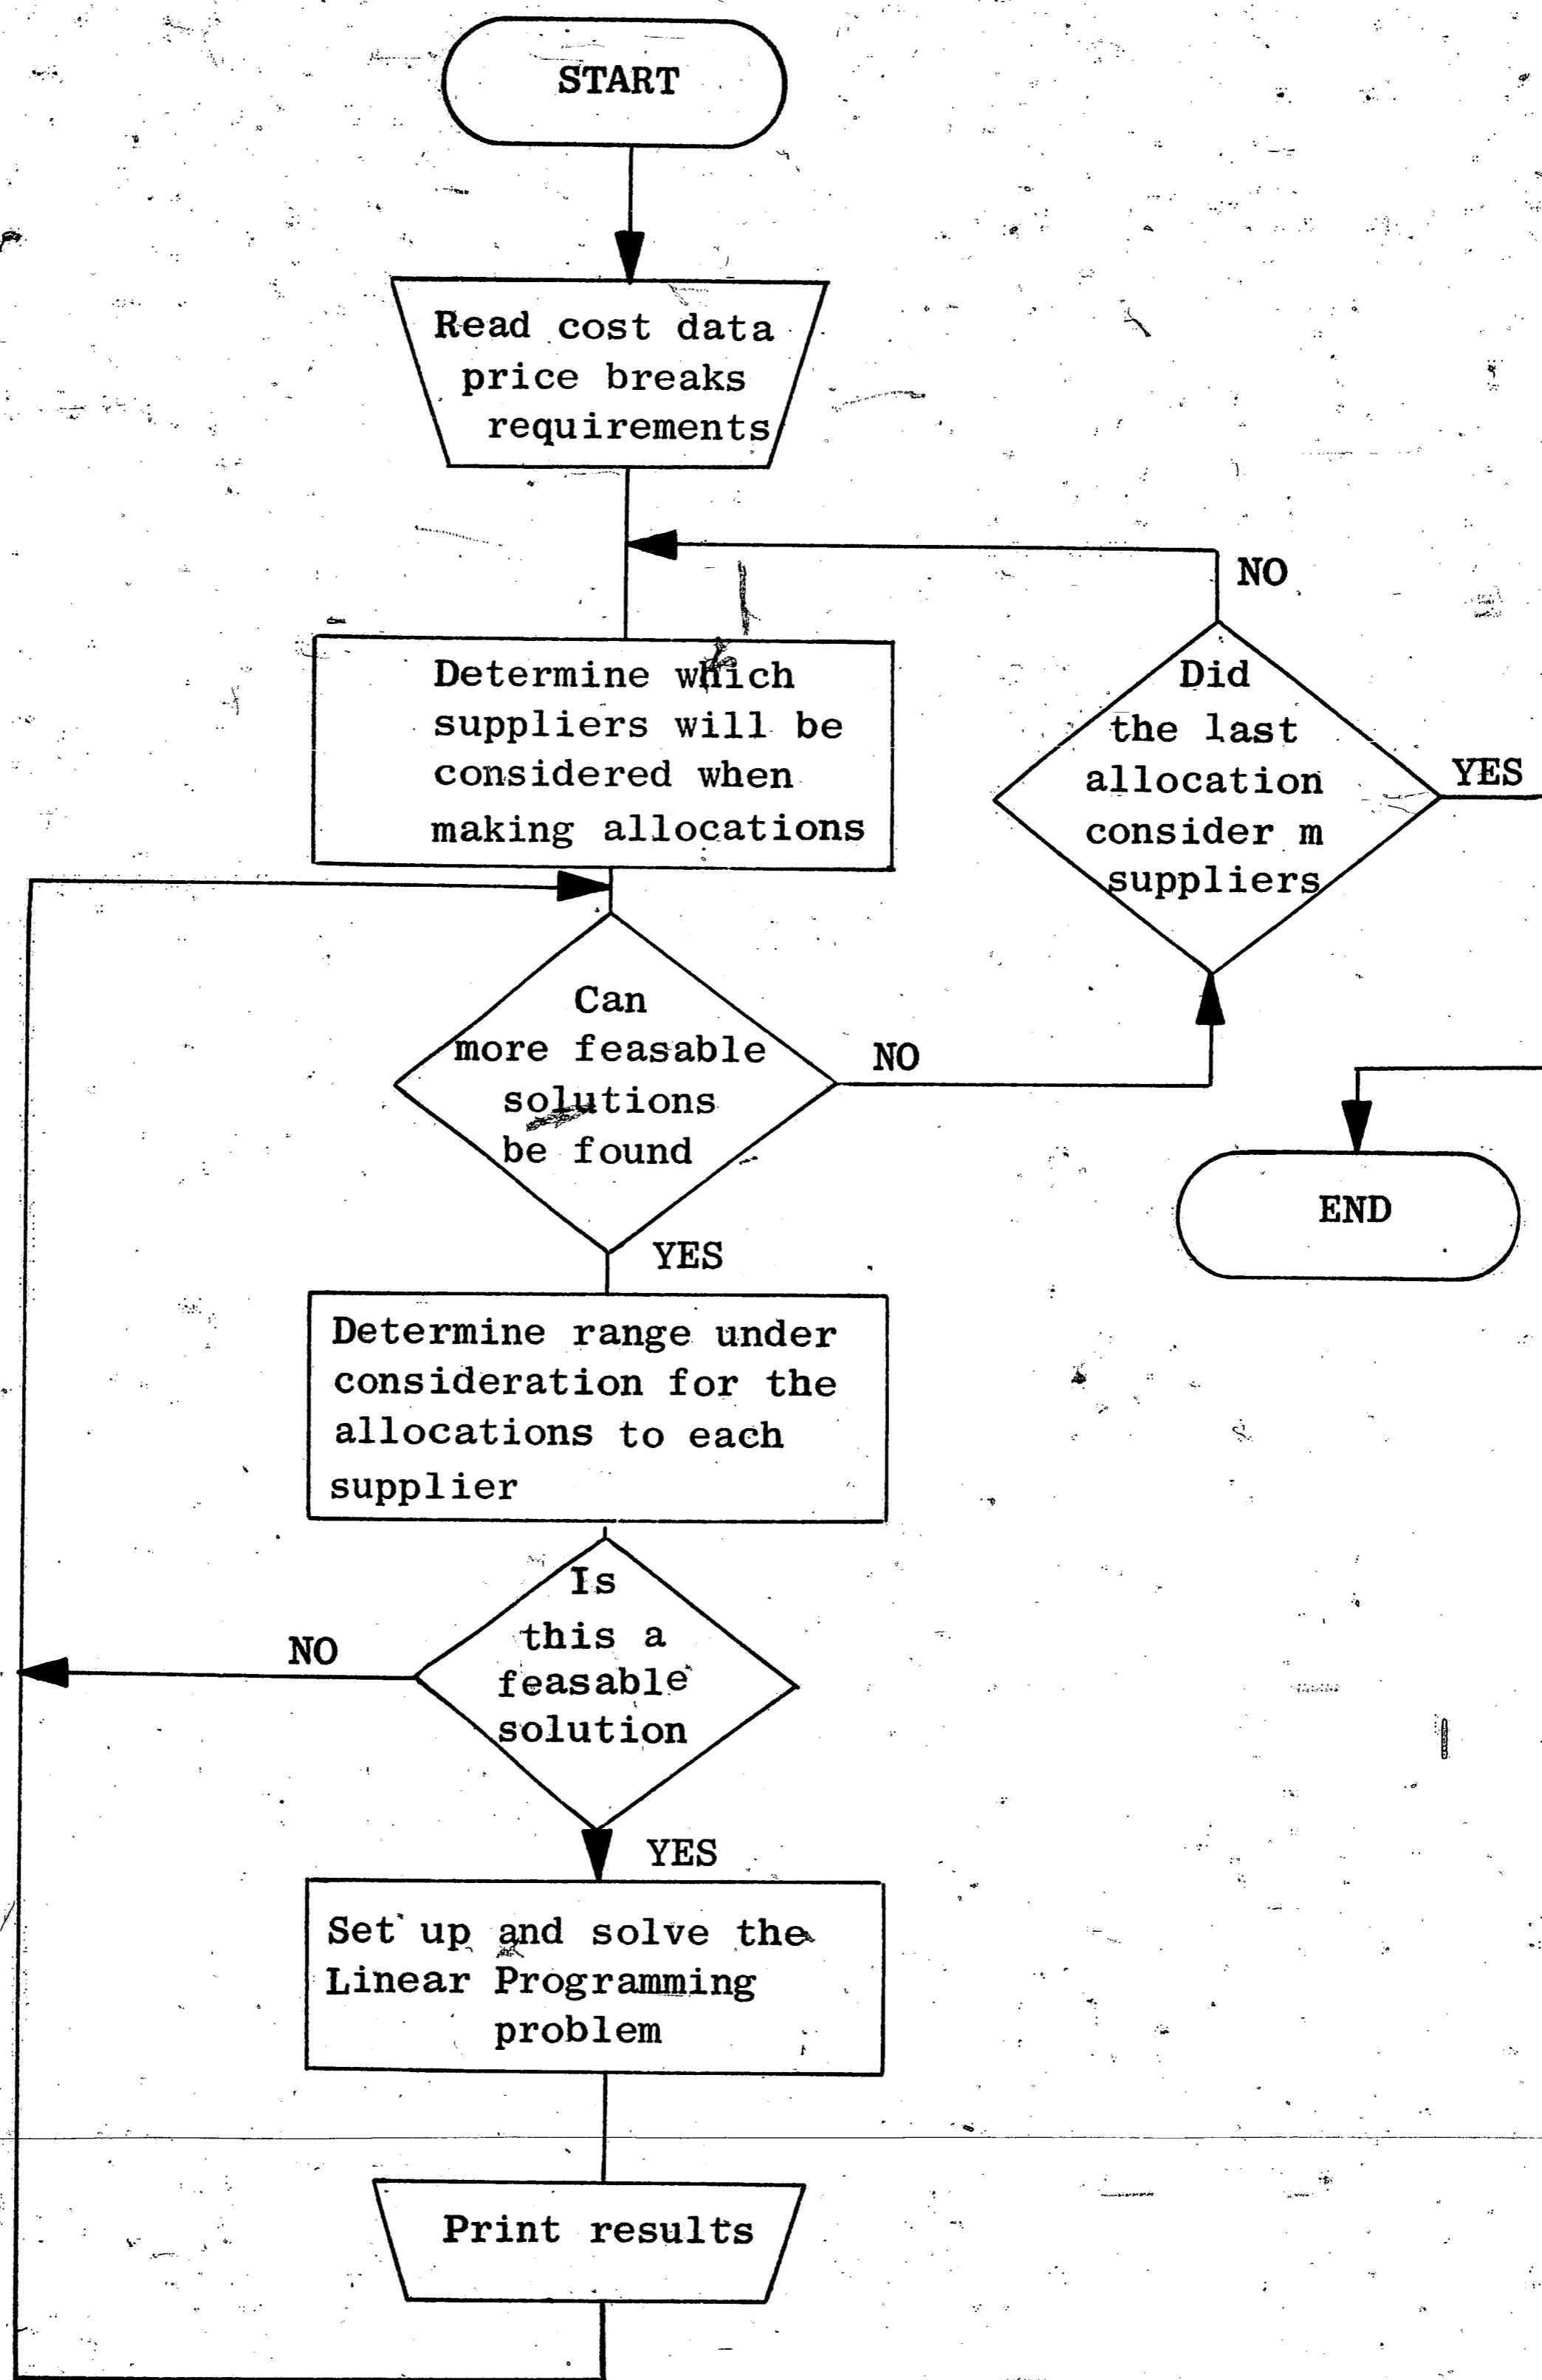 START
Read cost data
price breaks
requirements
NO
Determine which
suppliers will be
considered when
making allocations
Did
the last
allocation
consider m
suppliers
YES
Can
more feasable
solutions
be found
NO
YES
END
Determine range under
consideration for the
allocations to each
supplier
Is
this a
feasable
solution
NO
YES
Set up and solve the
Linear Programming
problem
Print results